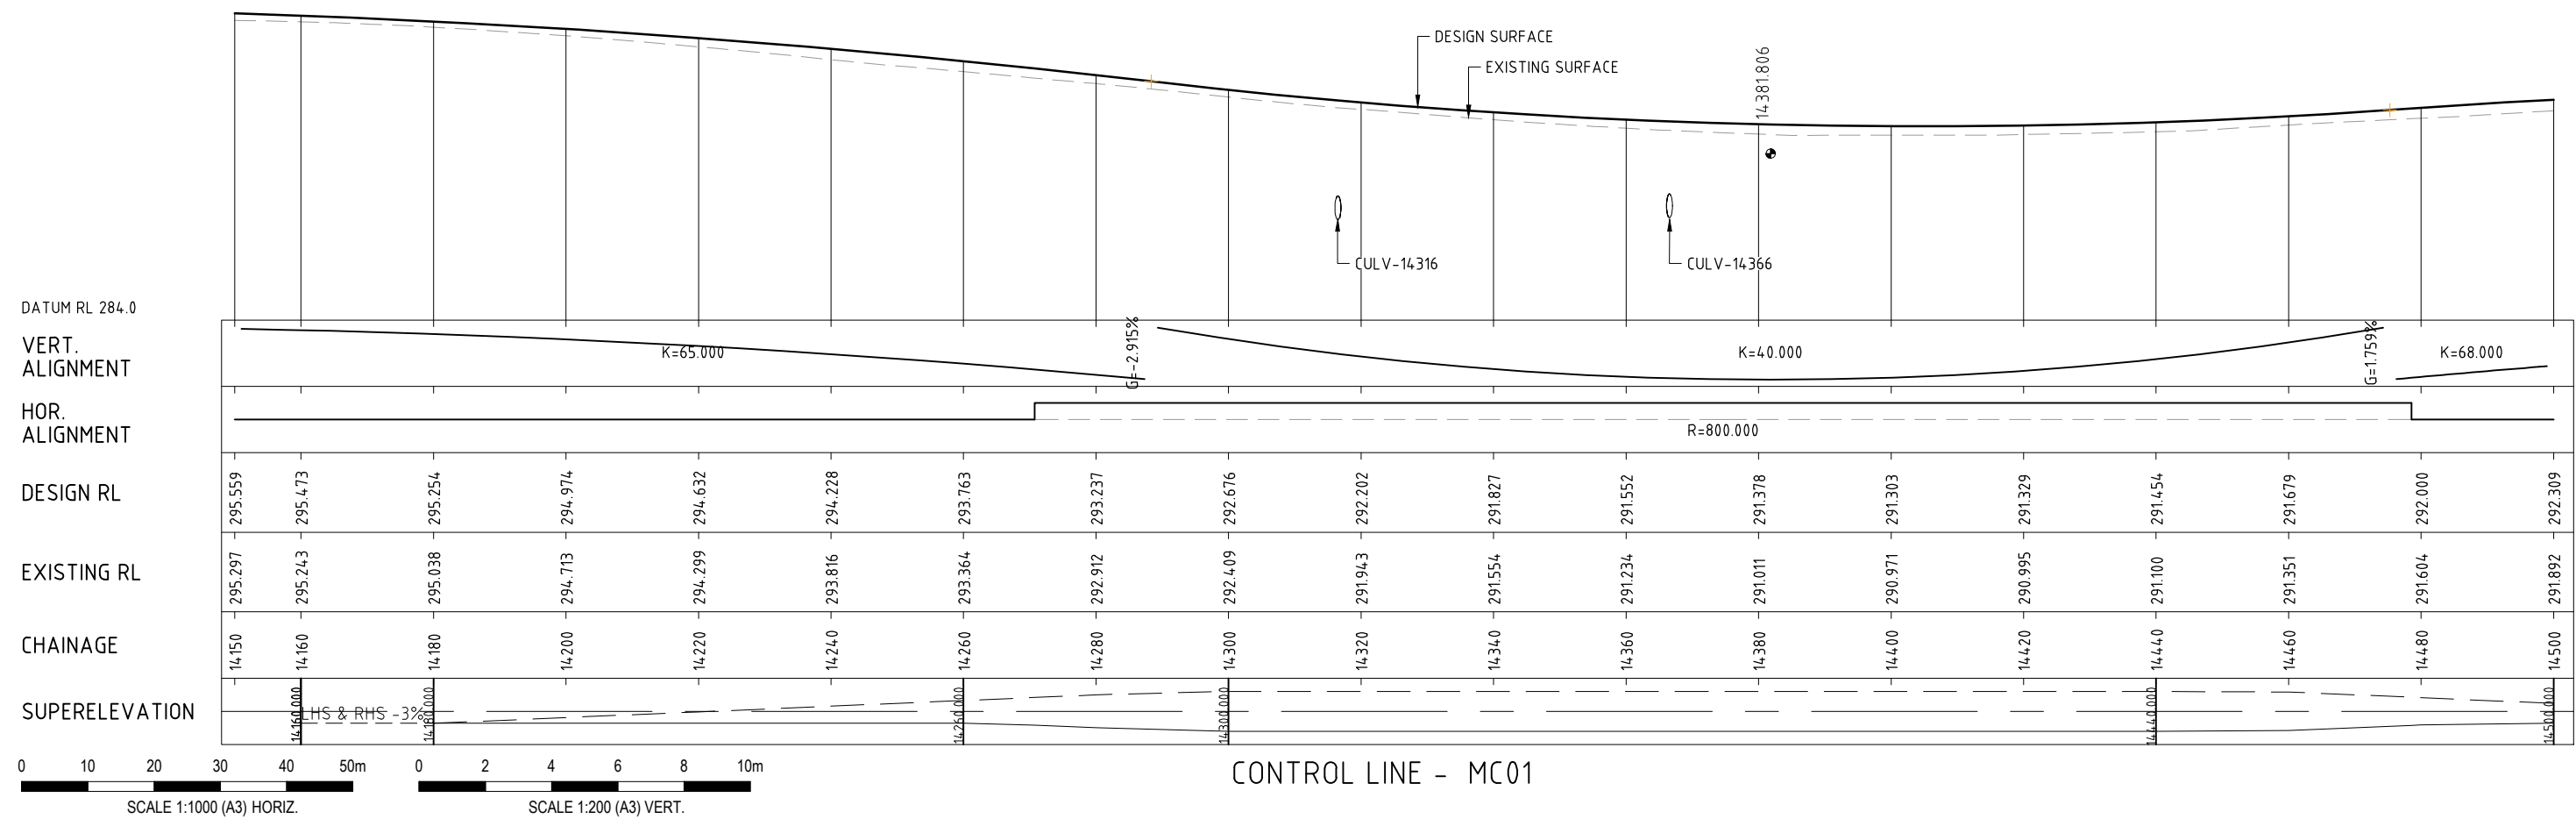 DESIGN SURFACE
EXISTING SURFACE
14381.806
CULV-14316
CULV-14366
DATUM RL 284.0
VERT.
ALIGNMENT
K=65.000
G=-2.915%
K=40.000
G=1.759%
K=68.000
HOR.
ALIGNMENT
R=800.000
DESIGN RL 295.559 295.473 295.254 294.974 294.632 294.228 293.763 293.237 292.676 292.202 291.827 291.552 291.378 291.303 291.329 291.454 291.679 292.000 292.309
EXISTING RL 295.297 295.243 295.038 294.713 294.299 293.816 293.364 292.912 292.409 291.943 291.554 291.234 291.011 290.971 290.995 291.100 291.351 291.604 291.892
CHAINAGE 14150 14160 14180 14200 14220 14240 14260 14280 14300 14320 14340 14360 14380 14400 14420 14440 14460 14480 14500
SUPERELEVATION 14160.000 LHS & RHS -3% 14180.000 14260.000 14300.000 14440.000 14500.000
0 10 20 30 40 50m
SCALE 1:1000 (A3) HORIZ.
0 2 4 6 8 10m
SCALE 1:200 (A3) VERT.
CONTROL LINE - MC01